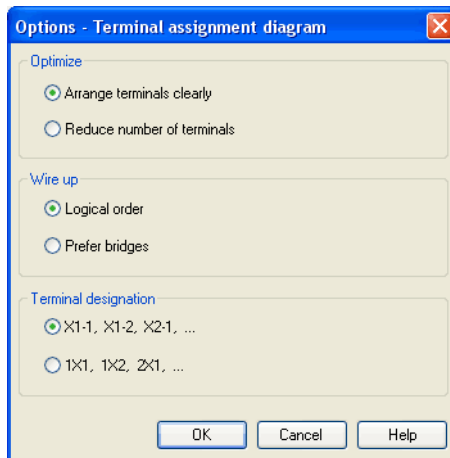 Options - Terminal assignment diagram
Optimize
Arrange terminals clearly
Reduce number of terminals
Wire up
Logical order
Prefer bridges
Terminal designation
X1-1, X1-2, X2-1, ...
1X1, 1X2, 2X1, ...
OK Cancel Help